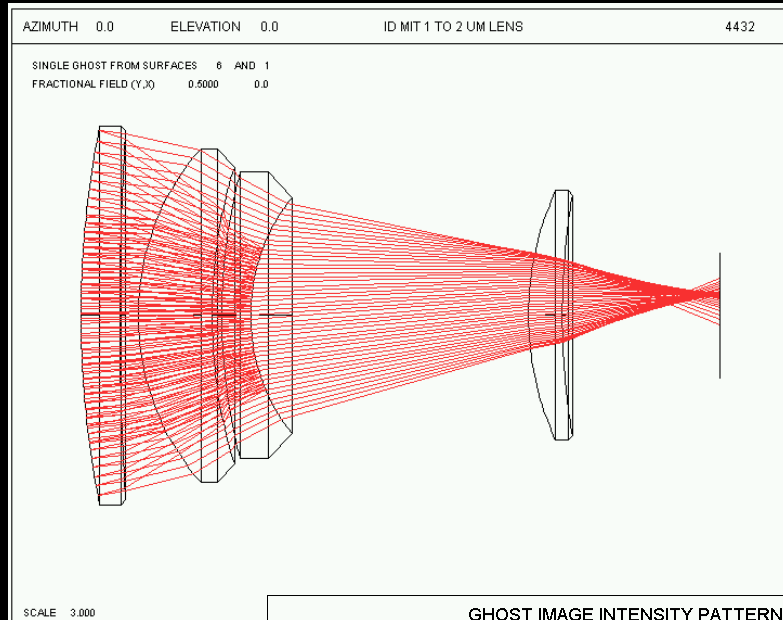 AZIMUTH 0.0 ELEVATION 0.0 ID MIT 1 TO 2 UM LENS 4432
SINGLE GHOST FROM SURFACES 6 AND 1
FRACTIONAL FIELD (Y,X) 0.5000 0.0
SCALE 3.000
GHOST IMAGE INTENSITY PATTERN